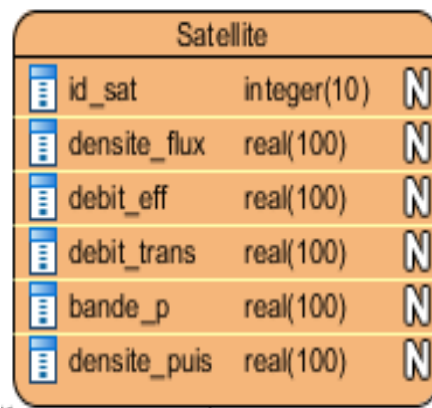 Satellite
id_sat integer(10) N
densite_flux real(100) N
debit_eff real(100) N
debit_trans real(100) N
bande_p real(100) N
densite_puis real(100) N